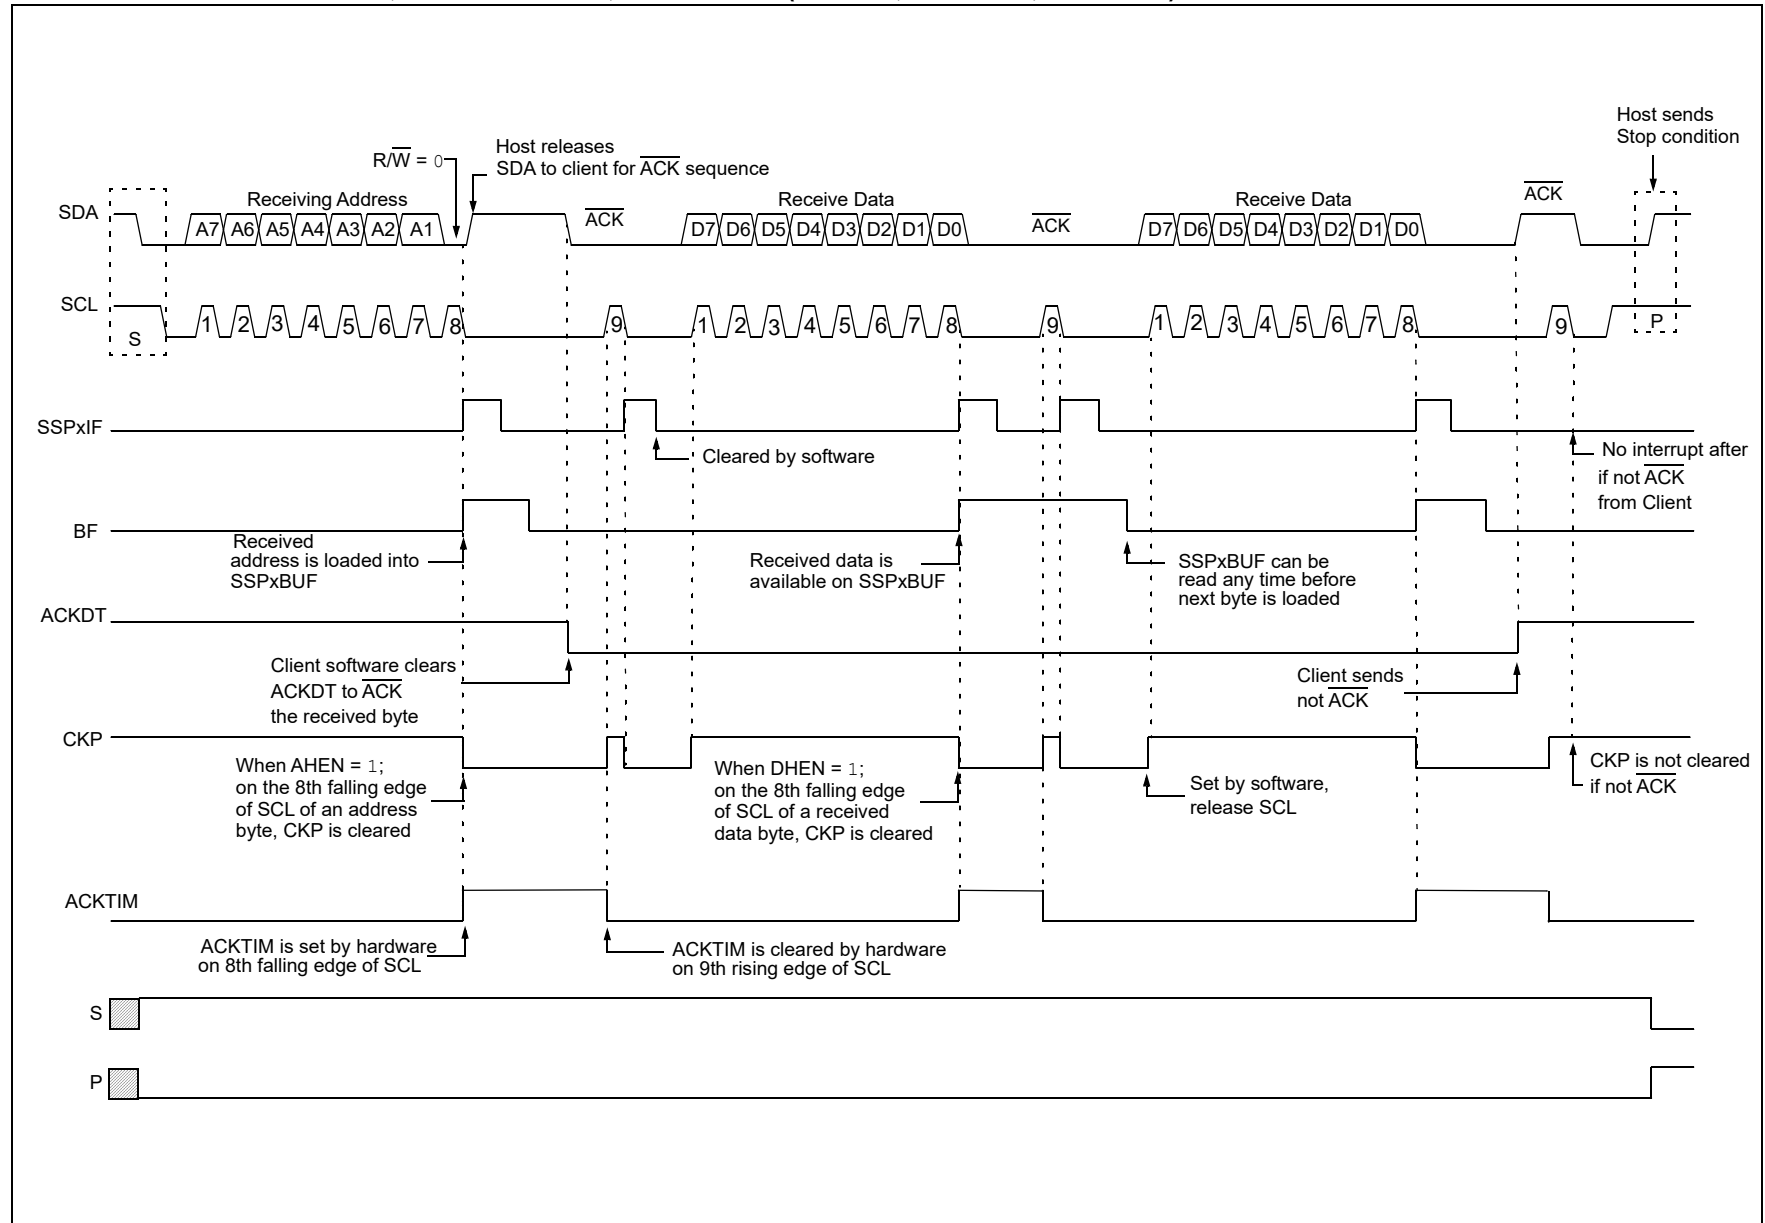 Host sends
Stop condition
Host releases
SDA to client for ACK sequence
R/W = 0
Receiving Address
ACK
Receive Data
ACK
Receive Data
ACK
SDA
A7 A6 A5 A4 A3 A2 A1
D7 D6 D5 D4 D3 D2 D1 D0
D7 D6 D5 D4 D3 D2 D1 D0
SCL
S
1 2 3 4 5 6 7 8 9
1 2 3 4 5 6 7 8 9
1 2 3 4 5 6 7 8 9
P
SSPxIF
Cleared by software
No interrupt after
if not ACK
from Client
BF
Received
address is loaded into
SSPxBUF
Received data is
available on SSPxBUF
SSPxBUF can be
read any time before
next byte is loaded
ACKDT
Client software clears
ACKDT to ACK
the received byte
Client sends
not ACK
CKP
When AHEN = 1;
on the 8th falling edge
of SCL of an address
byte, CKP is cleared
When DHEN = 1;
on the 8th falling edge
of SCL of a received
data byte, CKP is cleared
Set by software,
release SCL
CKP is not cleared
if not ACK
ACKTIM
ACKTIM is set by hardware
on 8th falling edge of SCL
ACKTIM is cleared by hardware
on 9th rising edge of SCL
S
P